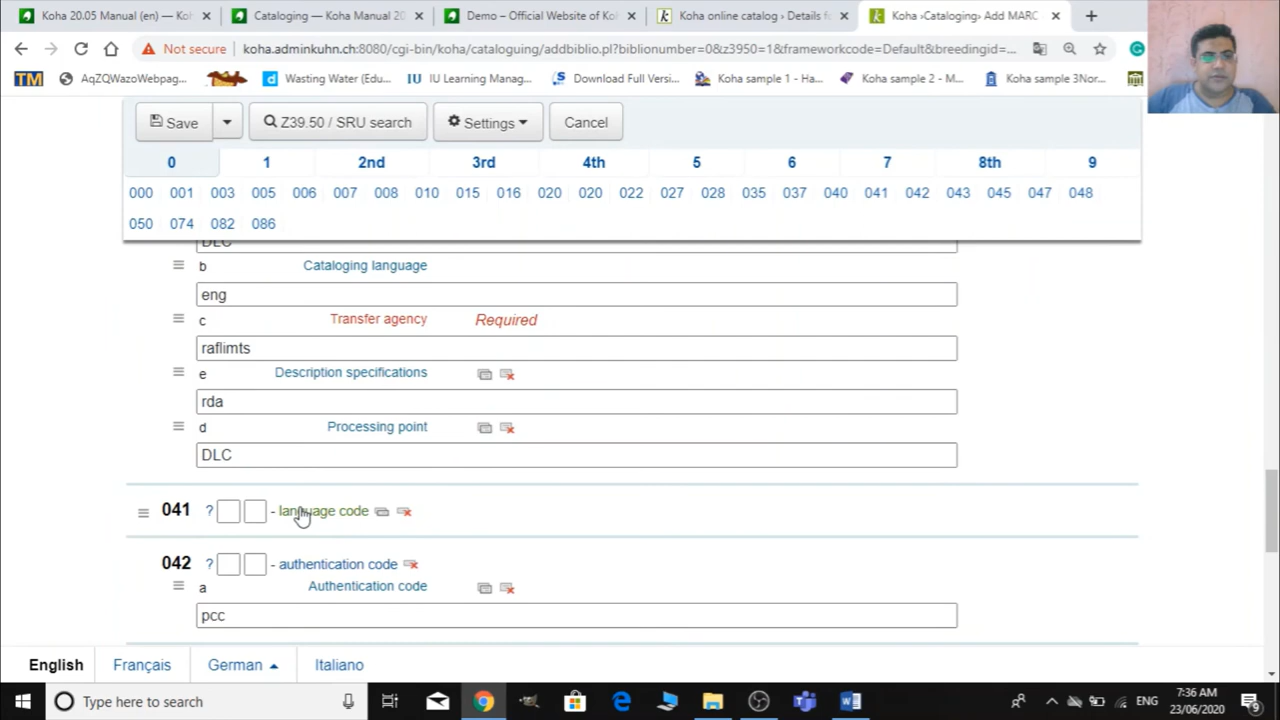 Koha 20.05 Manual (en) — Ko
Cataloging — Koha Manual 20
Demo – Official Website of Ko
Koha online catalog › Details f
Koha ›Cataloging› Add MARC
Not secure
koha.adminkuhn.ch:8080/cgi-bin/koha/cataloguing/addbiblio.pl?biblionumber=0&z3950=1&frameworkcode=Default&breedingid=...
TM
AqZQWazoWebpag...
Wasting Water (Edu...
IU
IU Learning Manag...
Download Full Versi...
Koha sample 1 - Ha...
Koha sample 2 - M...
Koha sample 3Nor...
Save
Z39.50 / SRU search
Settings
Cancel
0 1 2nd 3rd 4th 5 6 7 8th 9
000 001 003 005 006 007 008 010 015 016 020 020 022 027 028 035 037 040 041 042 043 045 047 048
050 074 082 086
DLC
b Cataloging language
eng
c Transfer agency Required
raflimts
e Description specifications
rda
d Processing point
DLC
041 ? - language code
042 ? - authentication code
a Authentication code
pcc
English Français German Italiano
Type here to search
ENG
7:36 AM
23/06/2020
9